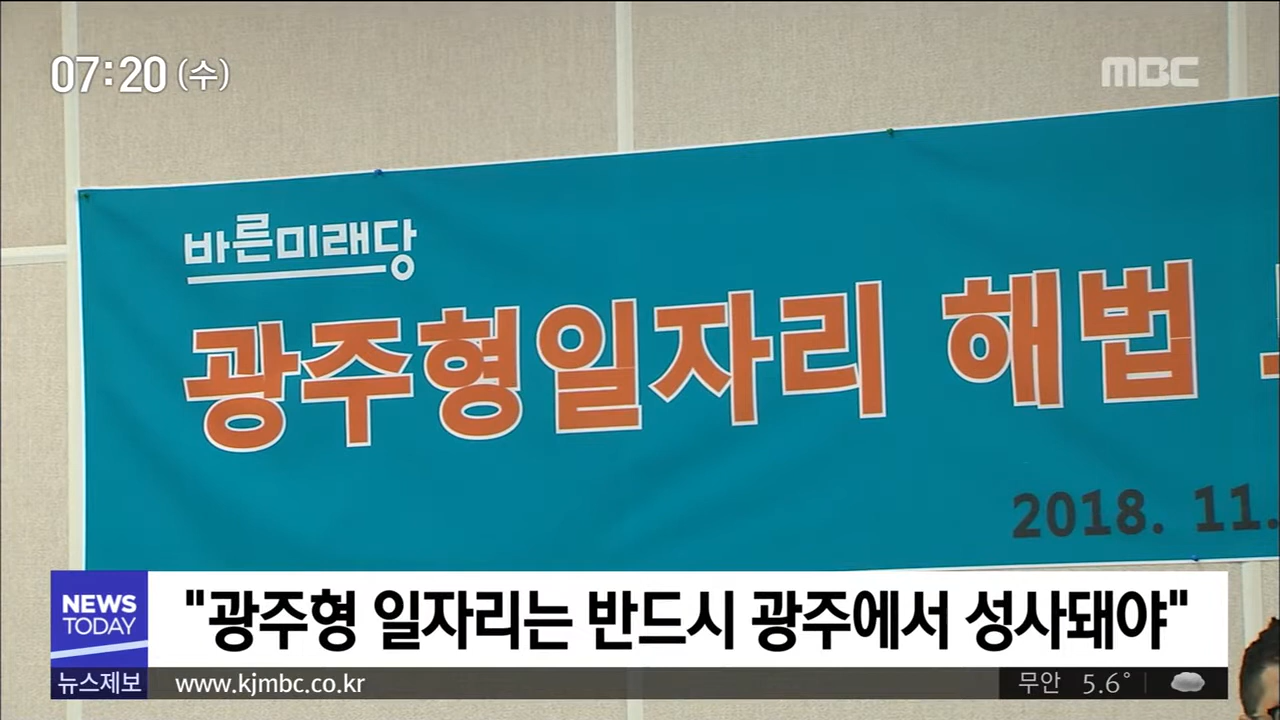 07:20 (수)
MBC
바른미래당
광주형일자리 해법
2018. 11.
NEWS
TODAY
"광주형 일자리는 반드시 광주에서 성사돼야"
뉴스제보 www.kjmbc.co.kr 무안 5.6°